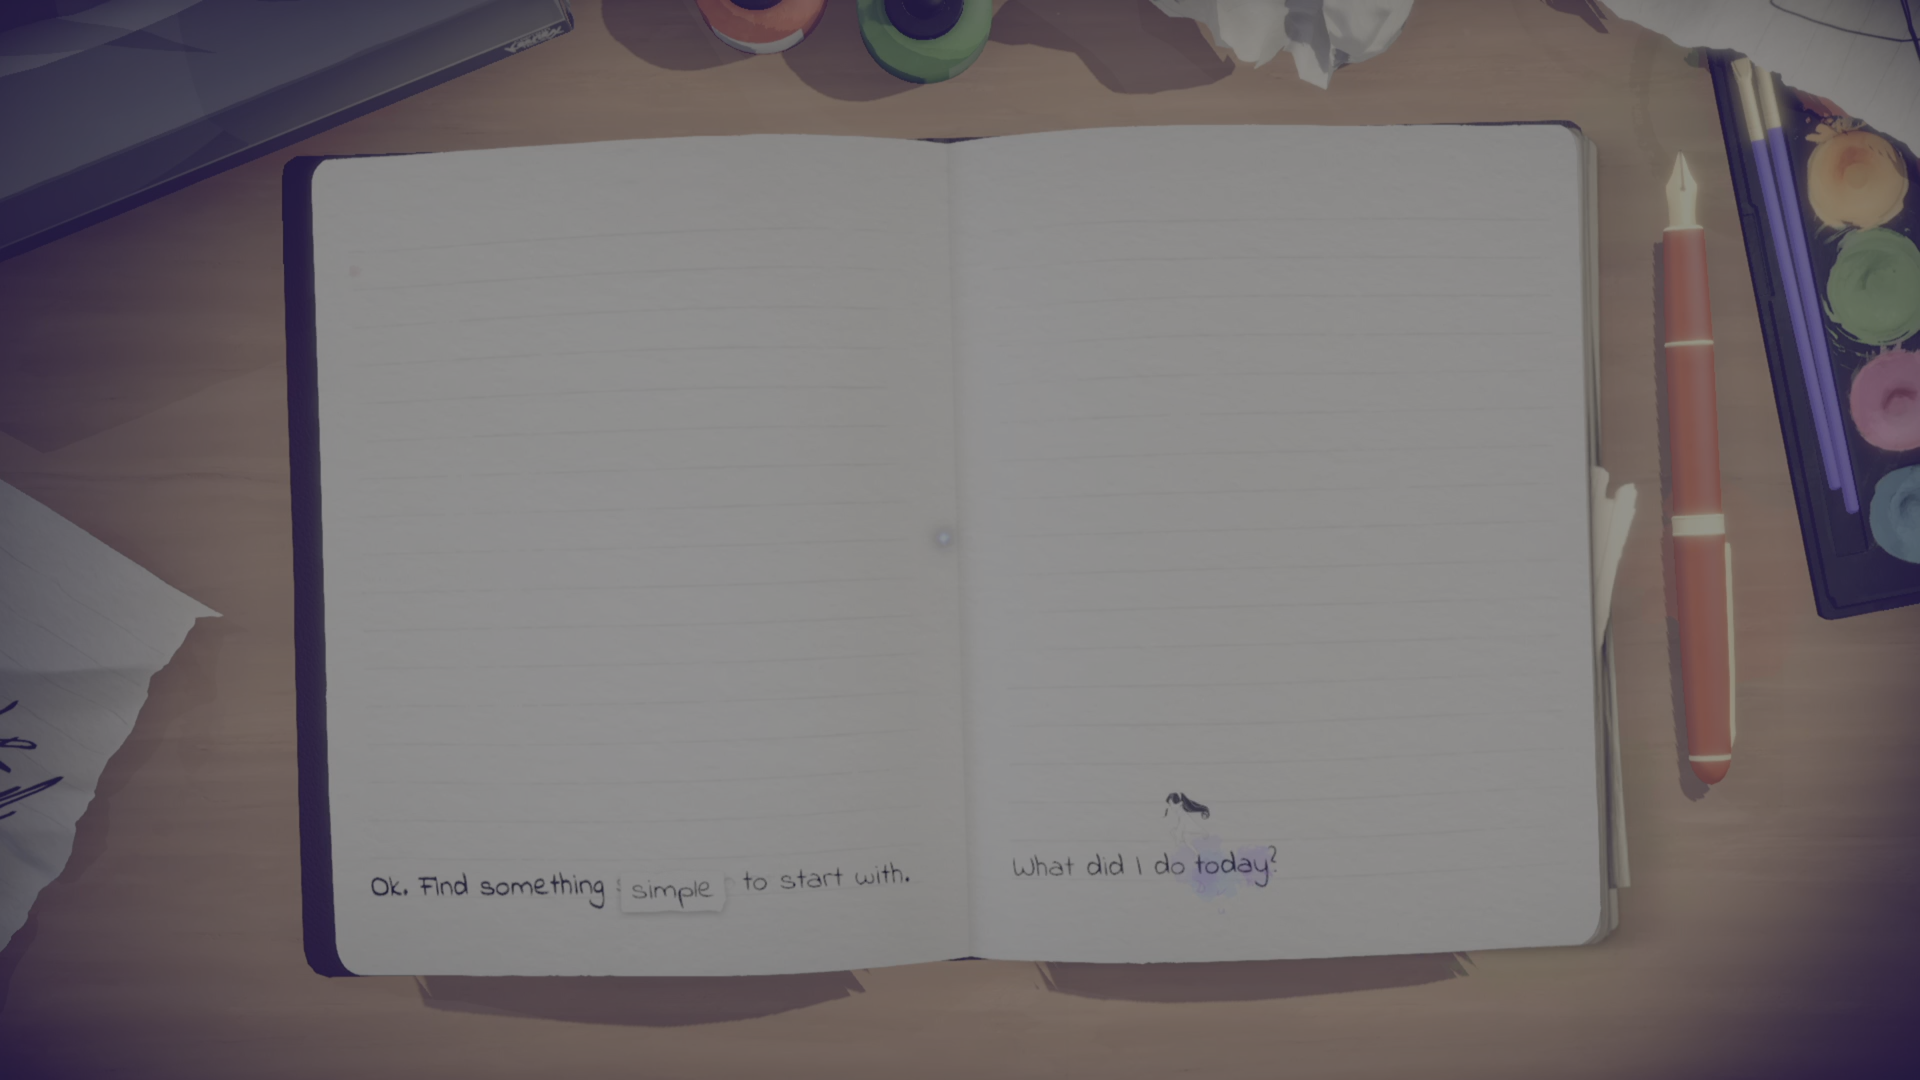 Ok. Find something simple to start with.
What did I do today?